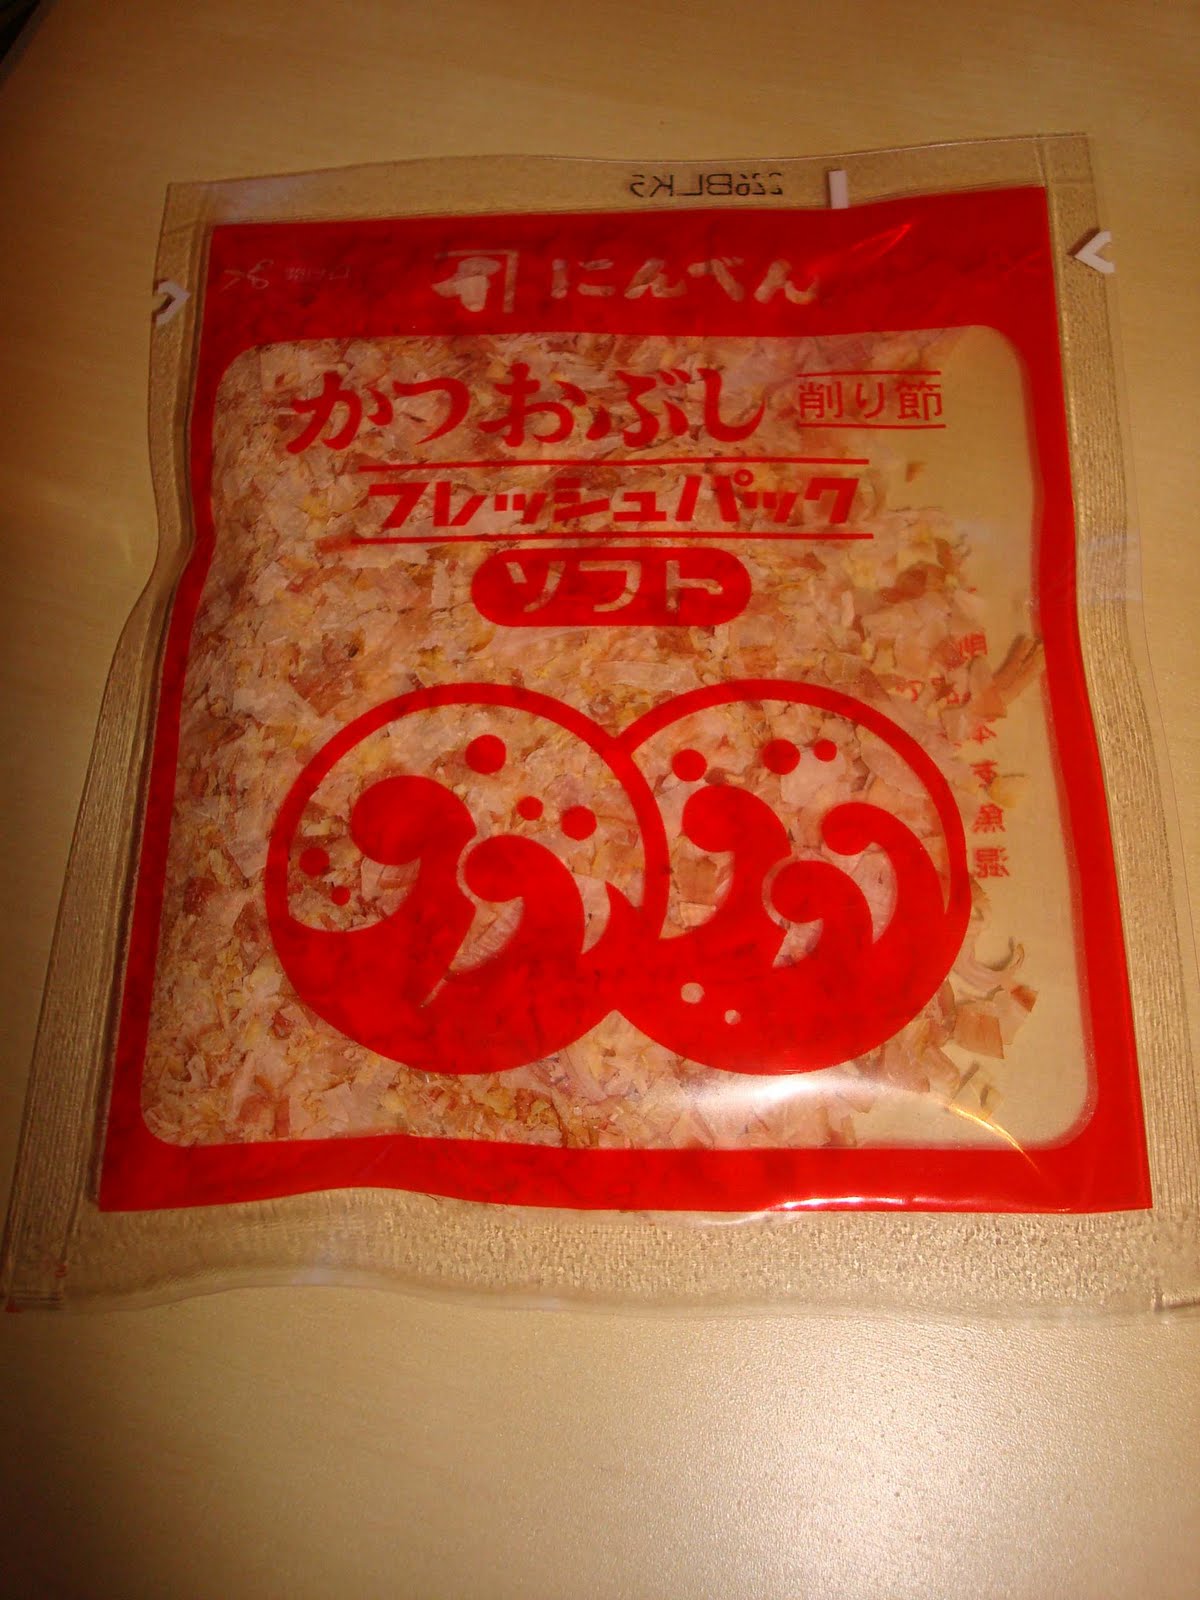 226BLK5
にんべん
かつおぶし 削り節
フレッシュパック
ソフト